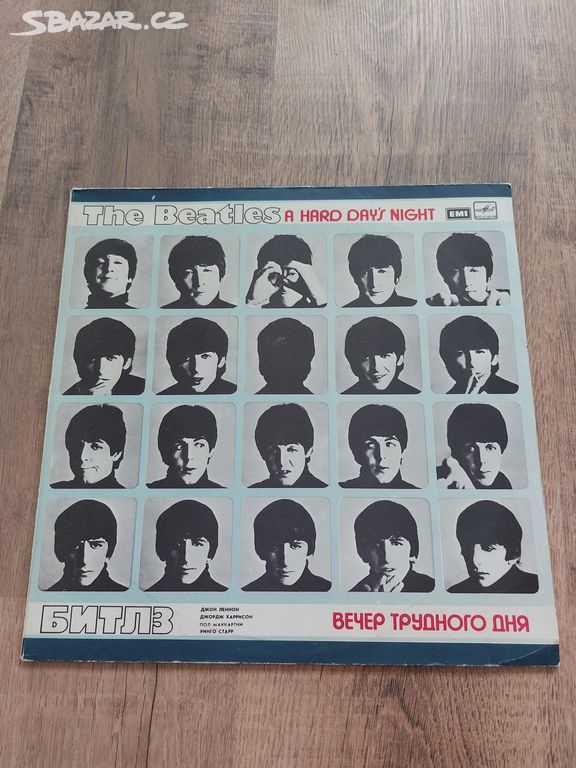 SBAZAR.CZ
The Beatles A HARD DAY'S NIGHT EMI
БИТЛЗ
ДЖОН ЛЕННОН
ДЖОРДЖ ХАРРИСОН
ПОЛ МАККАРТНИ
РИНГО СТАРР
ВЕЧЕР ТРУДНОГО ДНЯ